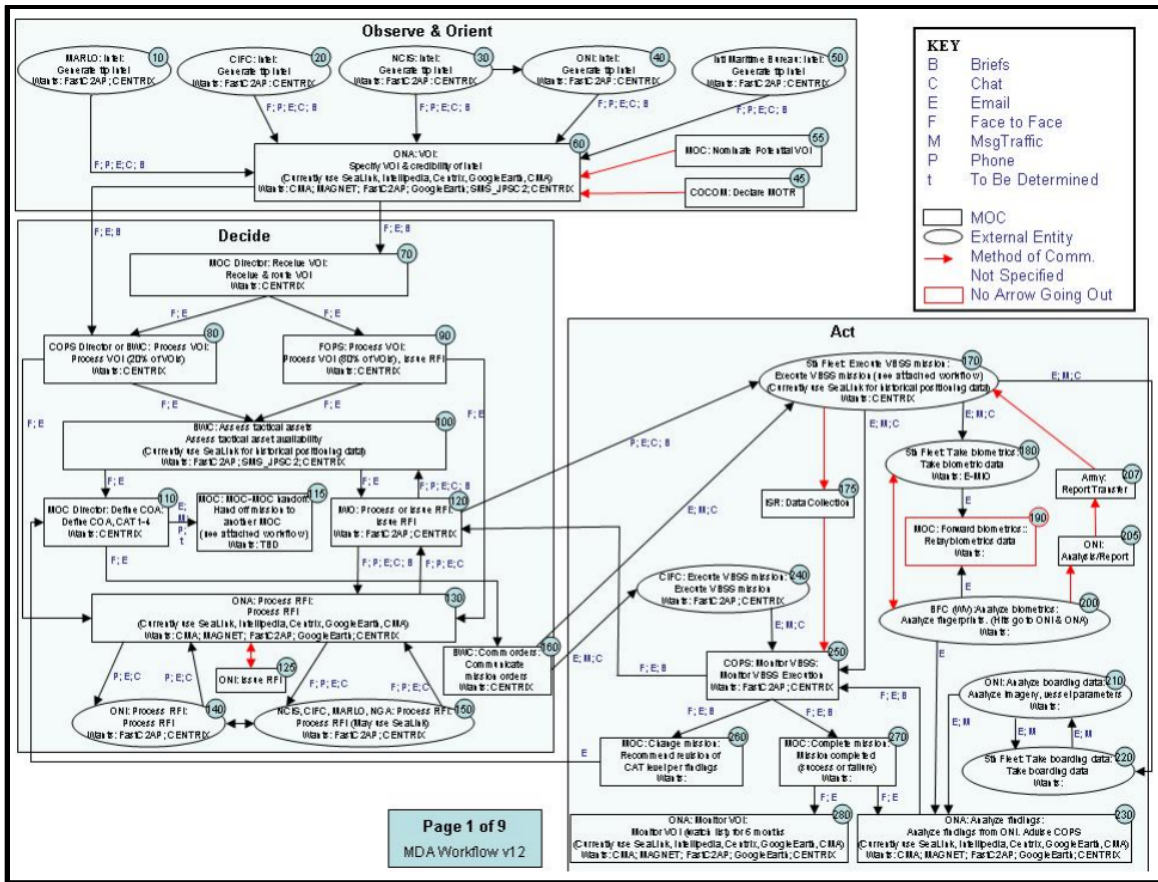 Observe & Orient
10
MARLO: Intel:
Generate tip Intel
Wants: FastC2AP; CENTRIX
20
CIFC: Intel:
Generate tip Intel
Wants: FastC2AP; CENTRIX
30
NCIS: Intel:
Generate tip Intel
Wants: FastC2AP; CENTRIX
40
ONI: Intel:
Generate tip Intel
Wants: FastC2AP; CENTRIX
50
Intl Maritime Bureau: Intel:
Generate tip Intel
Wants: FastC2AP; CENTRIX
F; P; E; C; B
F; P; E; C; B
F; P; E; C; B
F; P; E; C; B
F; P; E; C; B
60
ONA: VOI:
Specify VOI & credibility of Intel
(Currently use SeaLink, Intellipedia, Centrix, GoogleEarth, CMA)
Wants: CMA; MAGNET; FastC2AP; GoogleEarth; SMS_JPSC2; CENTRIX
55
MOC: Nominate Potential VOI
45
COCOM: Declare MOTR
KEY
B Briefs
C Chat
E Email
F Face to Face
M MsgTraffic
P Phone
t To Be Determined
MOC
External Entity
Method of Comm.
Not Specified
No Arrow Going Out
F; E; B
F; E; B
Decide
70
MOC Director: Receive VOI:
Receive & route VOI
Wants: CENTRIX
F; E
F; E
80
COPS Director or BWC: Process VOI:
Process VOI (20% of VOIs)
Wants: CENTRIX
90
FOPS: Process VOI:
Process VOI (80% of VOIs), Issue RFI
Wants: CENTRIX
F; E
F; E
F; E
F; E
100
BWC: Assess tactical assets
Assess tactical asset availability
(Currently use SeaLink for historical positioning data)
Wants: FastC2AP; SMS_JPSC2; CENTRIX
F; E
F; E
P; E; C; B
110
MOC Director: Define COA:
Define COA, CAT 1-4
Wants: CENTRIX
E;
M;
P;
t
115
MOC: MOC-MOC handoff:
Hand off mission to
another MOC
(see attached workflow)
Wants: TBD
120
IWO: Process or Issue RFI:
Issue RFI
Wants: FastC2AP; CENTRIX
F; E
F; P; E; C; B
F; P; E; C; B
130
ONA: Process RFI:
Process RFI
(Currently use SeaLink, Intellipedia, Centrix, GoogleEarth, CMA)
Wants: CMA; MAGNET; FastC2AP; GoogleEarth; CENTRIX
P; E; C
P; E; C
125
ONI: Issue RFI
F; P; E; C
P; E; C; B
140
ONI: Process RFI:
Process RFI
Wants: FastC2AP; CENTRIX
150
NCIS, CIFC, MARLO, NGA: Process RFI:
Process RFI (May use SeaLink)
Wants: FastC2AP; CENTRIX
160
BWC: Comm orders:
Communicate
mission orders
Wants: CENTRIX
P; E; C; B
E; M; C
E; M; C
Act
170
5th Fleet: Execute VBSS mission:
Execute VBSS mission (see attached workflow)
(Currently use SeaLink for historical positioning data)
Wants: CENTRIX
E; M; C
E; M; C
E; M; C
180
5th Fleet: Take biometrics:
Take biometric data
Wants: E-MIO
E
175
ISR: Data Collection
190
MOC: Forward biometrics::
Relay biometrics data
Wants:
207
Army:
Report Transfer
205
ONI:
Analysis/Report
E
200
BFC (WV): Analyze biometrics:
Analyze fingerprints. (Hits go to ONI & ONA)
Wants:
E
240
CIFC: Execute VBSS mission:
Execute VBSS mission
Wants: FastC2AP; CENTRIX
E; M; C
250
COPS: Monitor VBSS:
Monitor VBSS Execution
Wants: FastC2AP; CENTRIX
F; E; B
F; E; B
F; E; B
F; E; B
210
ONI: Analyze boarding data:
Analyze imagery, vessel parameters
Wants:
E; M
E; M
E; M
220
5th Fleet: Take boarding data:
Take boarding data
Wants:
E
260
MOC: Change mission:
Recommend revision of
CAT level per findings
Wants:
270
MOC: Complete mission:
Mission completed
(success or failure)
Wants:
F; E
F; E
280
ONA: Monitor VOI:
Monitor VOI (watch list) for 6 months
(Currently use SeaLink, Intellipedia, Centrix, GoogleEarth, CMA)
Wants: CMA; MAGNET; FastC2AP; GoogleEarth; CENTRIX
230
ONA: Analyze findings:
Analyze findings from ONI. Advise COPS
(Currently use SeaLink, Intellipedia, Centrix, GoogleEarth, CMA)
Wants: CMA; MAGNET; FastC2AP; GoogleEarth; CENTRIX
Page 1 of 9
MDA Workflow v12